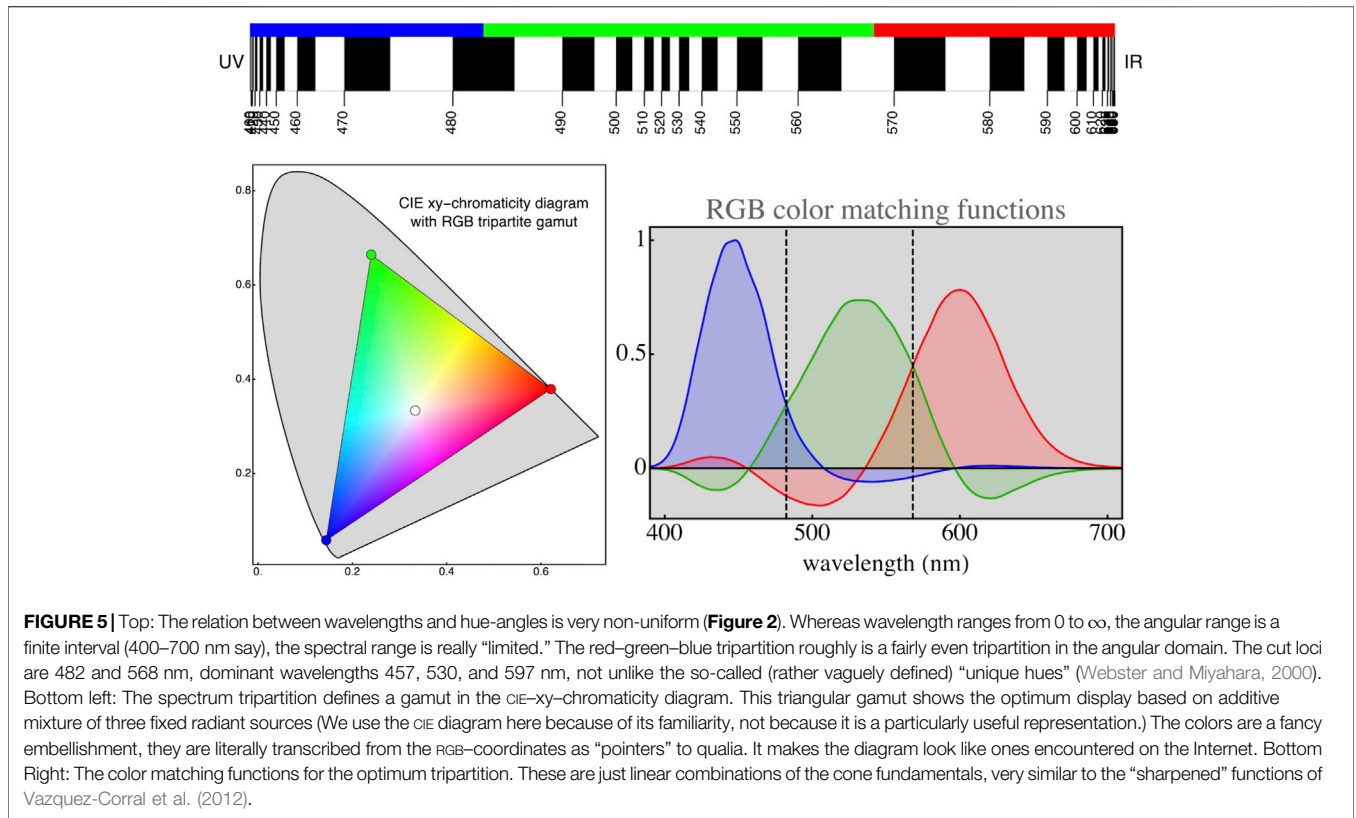 UV
IR
450
460
470
480
490
500
510
520
530
540
550
560
570
580
590
600
610
CIE xy–chromaticity diagram
with RGB tripartite gamut
0.8
0.6
0.4
0.2
0.
0.2
0.4
0.6
RGB color matching functions
1
0.5
0
400
500
600
700
wavelength (nm)
FIGURE 5 | Top: The relation between wavelengths and hue-angles is very non-uniform (Figure 2). Whereas wavelength ranges from 0 to ∞, the angular range is a
finite interval (400–700 nm say), the spectral range is really “limited.” The red–green–blue tripartition roughly is a fairly even tripartition in the angular domain. The cut loci
are 482 and 568 nm, dominant wavelengths 457, 530, and 597 nm, not unlike the so-called (rather vaguely defined) “unique hues” (Webster and Miyahara, 2000).
Bottom left: The spectrum tripartition defines a gamut in the CIE–xy–chromaticity diagram. This triangular gamut shows the optimum display based on additive
mixture of three fixed radiant sources (We use the CIE diagram here because of its familiarity, not because it is a particularly useful representation.) The colors are a fancy
embellishment, they are literally transcribed from the RGB–coordinates as “pointers” to qualia. It makes the diagram look like ones encountered on the Internet. Bottom
Right: The color matching functions for the optimum tripartition. These are just linear combinations of the cone fundamentals, very similar to the “sharpened” functions of
Vazquez-Corral et al. (2012).